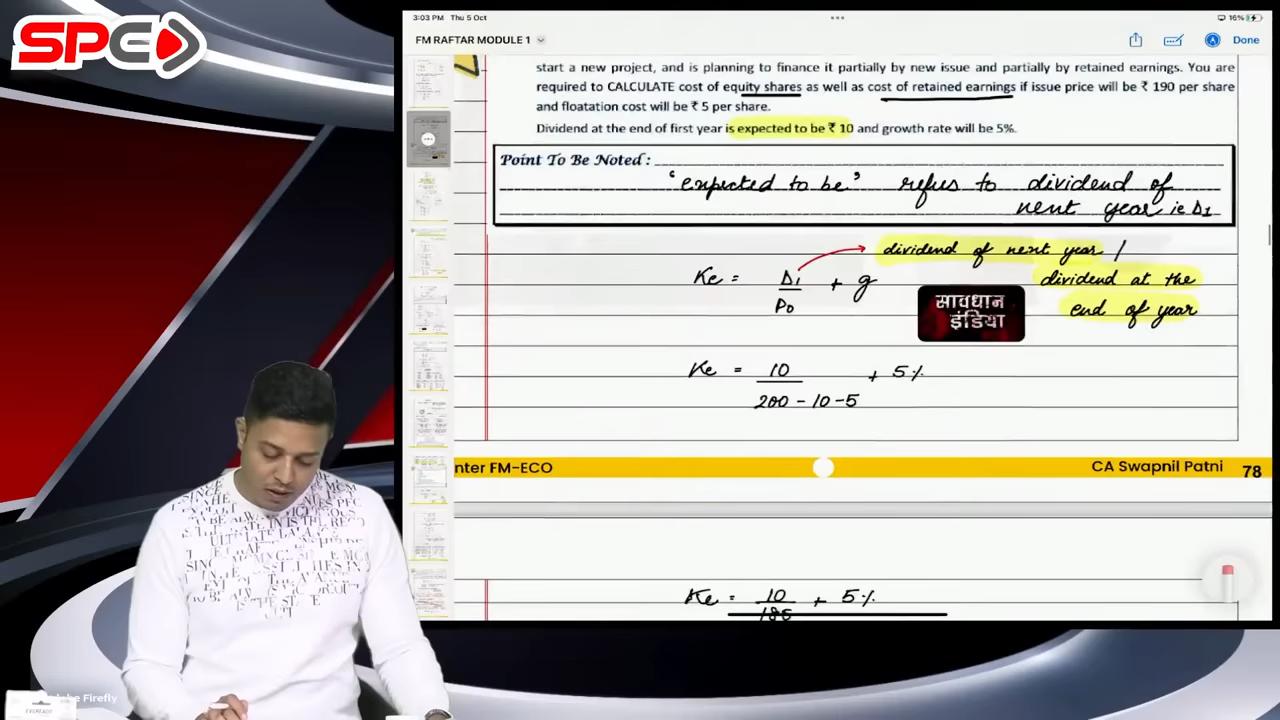 SPC
3:03 PM Thu 5 Oct
16%
FM RAFTAR MODULE 1
Done
start a new project, and is planning to finance it partially by new issue and partially by retained earnings. You are
required to CALCULATE cost of equity shares as well as cost of retained earnings if issue price will be ₹ 190 per share
and floatation cost will be ₹ 5 per share.
Dividend at the end of first year is expected to be ₹ 10 and growth rate will be 5%.
Point To Be Noted :
"expected to be" refers to dividend of
next year ie D1
dividend of next year /
Ke = D1 + g
dividend at the
P0
end of year
सावधान
इंडिया
Ke = 10 + 5%
200 - 10 - 5
nter FM-ECO
CA Swapnil Patni 78
Ke = 10 + 5%
185
be Firefly